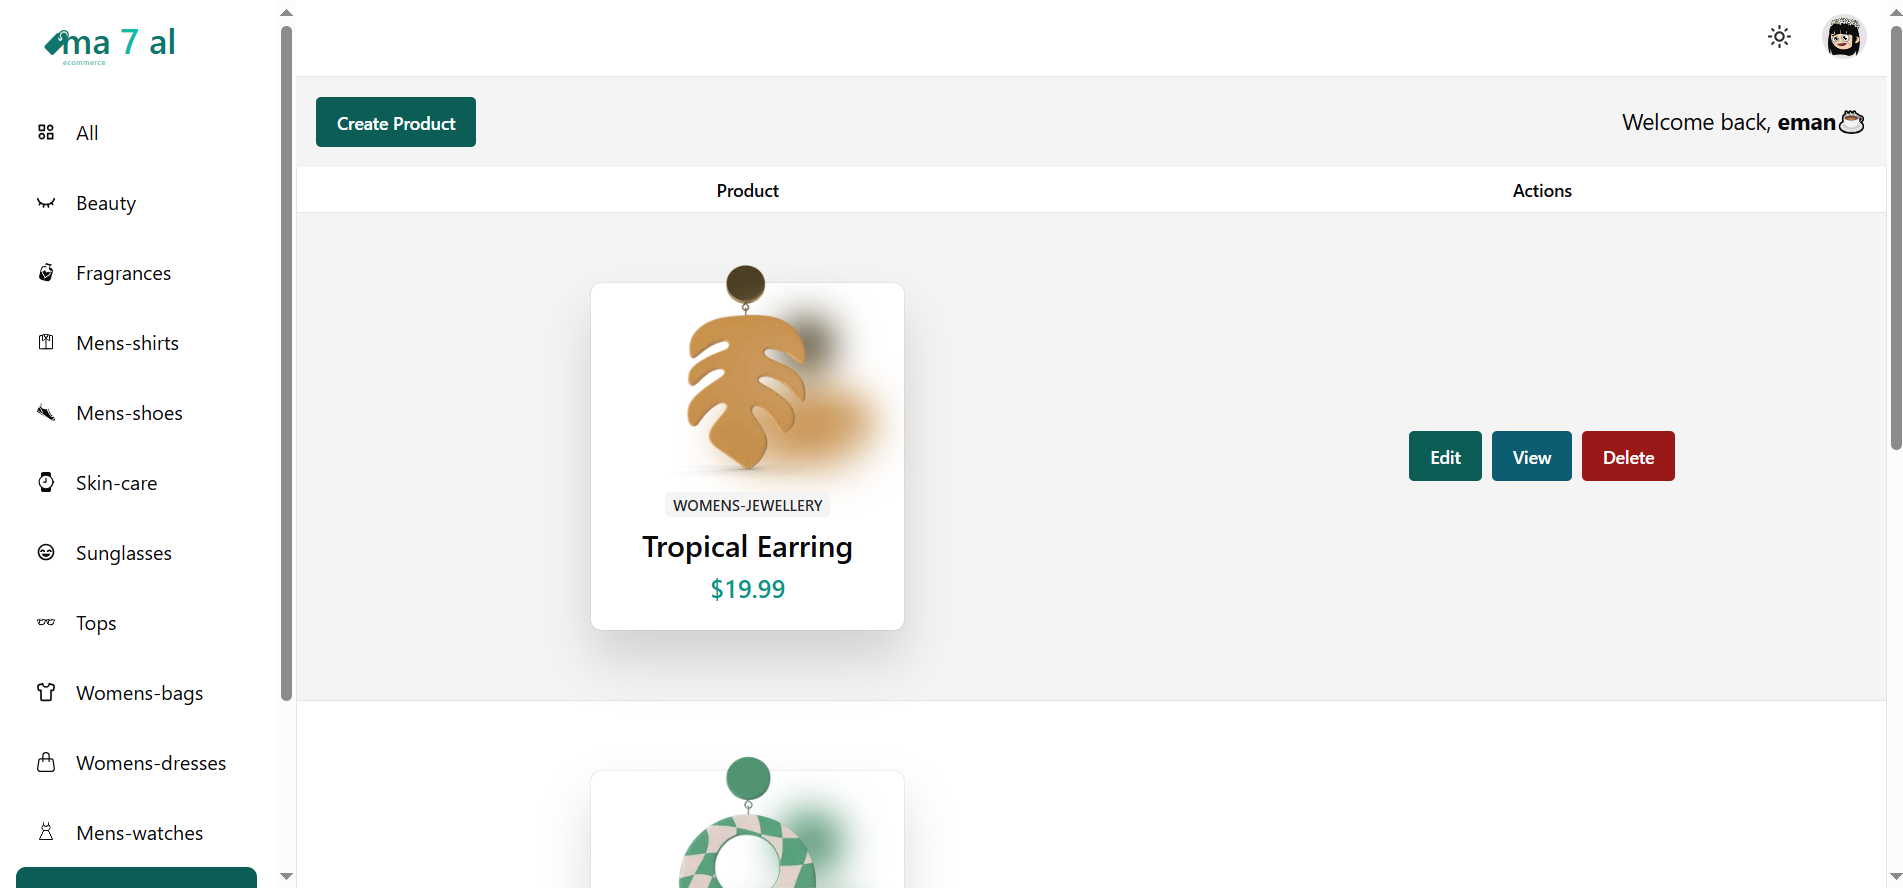 ma 7 al
ecommerce
All
Beauty
Fragrances
Mens-shirts
Mens-shoes
Skin-care
Sunglasses
Tops
Womens-bags
Womens-dresses
Mens-watches
Create Product
Welcome back, eman
Product
Actions
WOMENS-JEWELLERY
Tropical Earring
$19.99
Edit
View
Delete